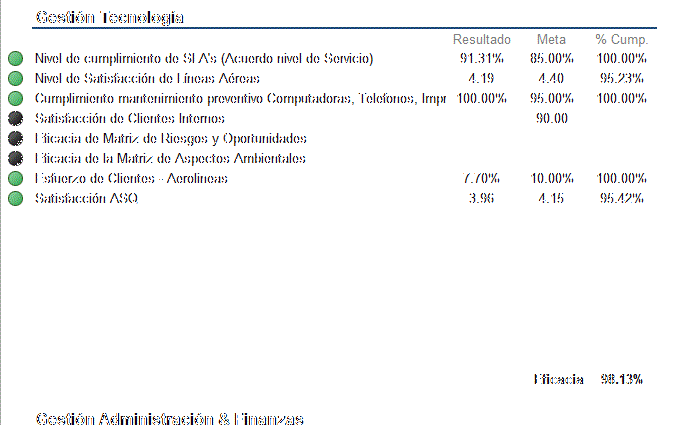 Gestión Tecnología
Resultado Meta % Cump.
Nivel de cumplimiento de SLA's (Acuerdo nivel de Servicio) 91.31% 85.00% 100.00%
Nivel de Satisfacción de Líneas Aéreas 4.19 4.40 95.23%
Cumplimiento mantenimiento preventivo Computadoras, Telefonos, Impr 100.00% 95.00% 100.00%
Satisfacción de Clientes Internos 90.00
Eficacia de Matriz de Riesgos y Oportunidades
Eficacia de la Matriz de Aspectos Ambientales
Esfuerzo de Clientes - Aerolineas 7.70% 10.00% 100.00%
Satisfacción ASQ 3.96 4.15 95.42%
Eficacia 98.13%
Gestión Administración & Finanzas